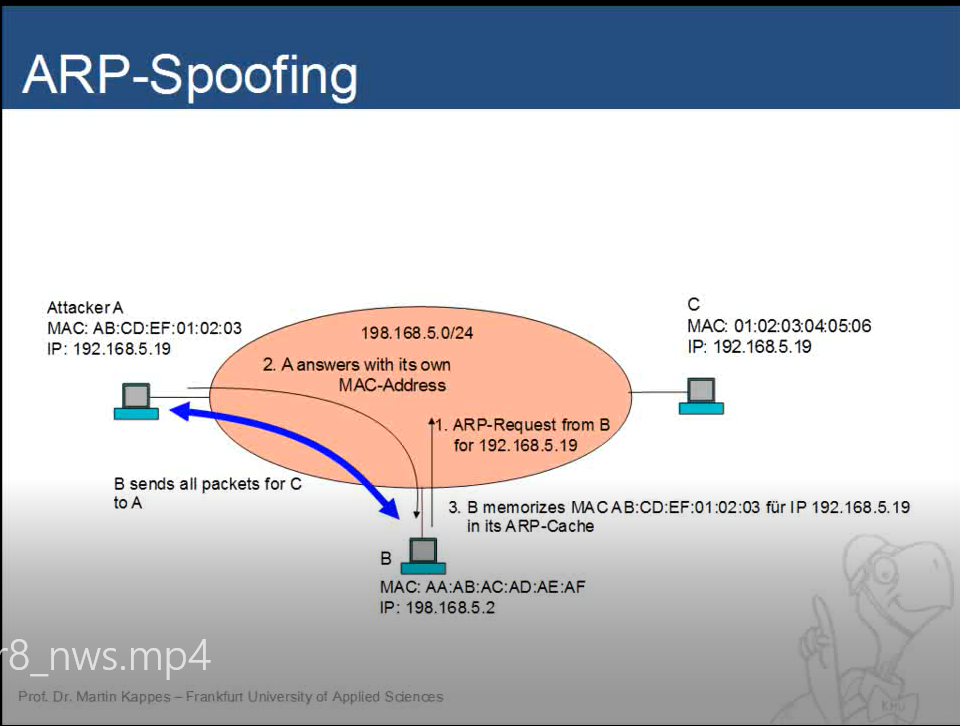 ARP-Spoofing
Attacker A
MAC: AB:CD:EF:01:02:03
IP: 192.168.5.19
198.168.5.0/24
2. A answers with its own
MAC-Address
C
MAC: 01:02:03:04:05:06
IP: 192.168.5.19
1. ARP-Request from B
for 192.168.5.19
B sends all packets for C
to A
3. B memorizes MAC AB:CD:EF:01:02:03 für IP 192.168.5.19
in its ARP-Cache
B
MAC: AA:AB:AC:AD:AE:AF
IP: 198.168.5.2
r8_nws.mp4
Prof. Dr. Martin Kappes – Frankfurt University of Applied Sciences